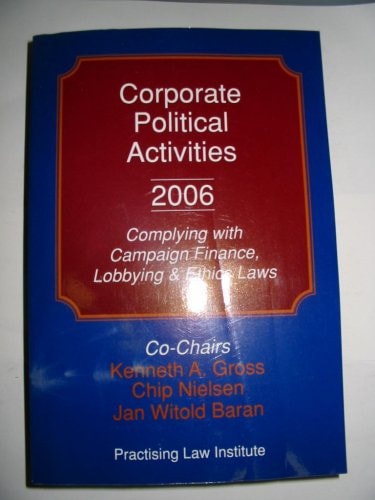 Corporate
Political
Activities
2006
Complying with
Campaign Finance,
Lobbying & Ethics Laws
Co-Chairs
Kenneth A. Gross
Chip Nielsen
Jan Witold Baran
Practising Law Institute